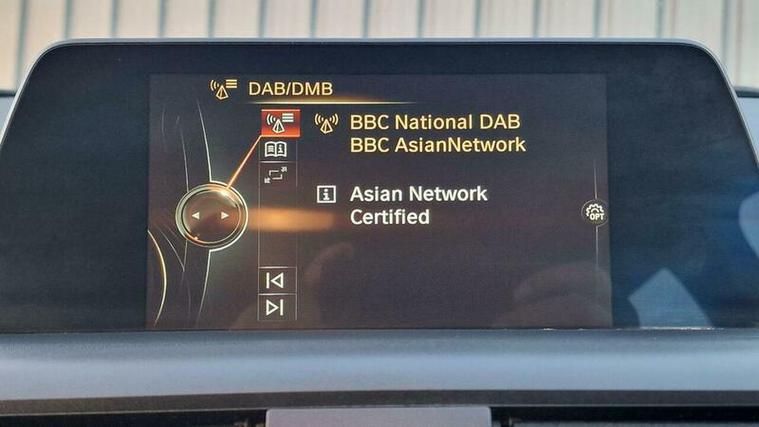 DAB/DMB
BBC National DAB
BBC AsianNetwork
Asian Network
Certified
OPT